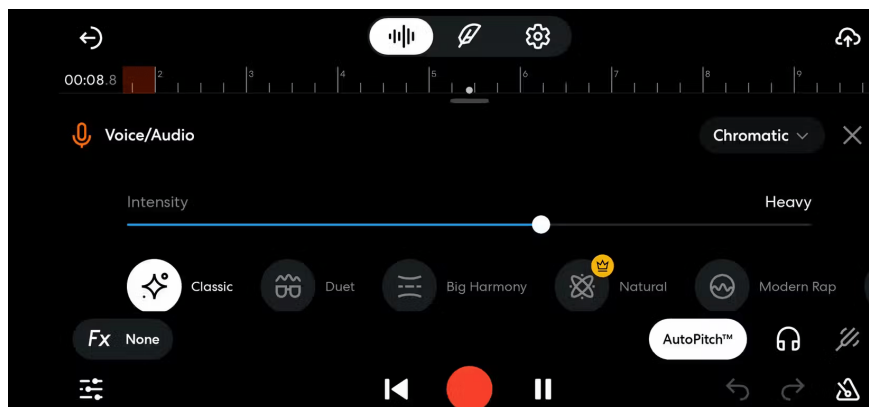 00:08.8 2 3 4 5 6 7 8 9
Voice/Audio Chromatic
Intensity Heavy
Classic Duet Big Harmony Natural Modern Rap
Fx None AutoPitch™